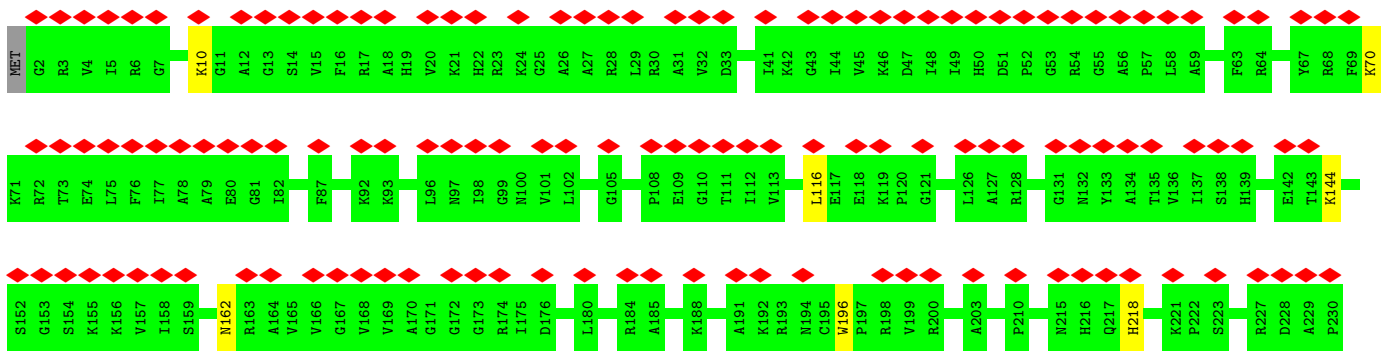 MET G2 R3 V4 I5 R6 G7 K10 G11 A12 G13 S14 V15 F16 R17 A18 H19 V20 K21 H22 R23 K24 G25 A26 A27 R28 L29 R30 A31 V32 D33 I41 K42 G43 I44 V45 K46 D47 I48 I49 H50 D51 P52 G53 R54 G55 A56 P57 L58 A59 F63 R64 Y67 R68 F69 K70
K71 R72 T73 E74 L75 F76 I77 A78 A79 E80 G81 I82 F87 K92 K93 L96 N97 I98 G99 N100 V101 L102 G105 P108 E109 G110 T111 I112 V113 L116 E117 E118 K119 P120 G121 L126 A127 R128 G131 N132 Y133 A134 T135 V136 I137 S138 H139 E142 T143 K144
S152 G153 S154 K155 K156 V157 I158 S159 N162 R163 A164 V165 V166 G167 V168 V169 A170 G171 G172 G173 R174 I175 D176 L180 R184 A185 K188 A191 K192 R193 N194 C195 W196 P197 R198 V199 R200 A203 P210 N215 H216 Q217 H218 K221 P222 S223 R227 D228 A229 P230